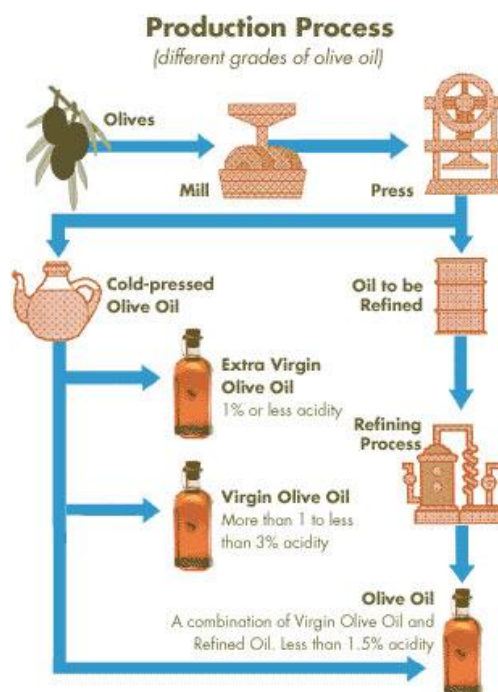 Production Process
(different grades of olive oil)
Olives
Mill
Press
Cold-pressed
Olive Oil
Oil to be
Refined
Extra Virgin
Olive Oil
1% or less acidity
Refining
Process
Virgin Olive Oil
More than 1 to less
than 3% acidity
Olive Oil
A combination of Virgin Olive Oil and
Refined Oil. Less than 1.5% acidity